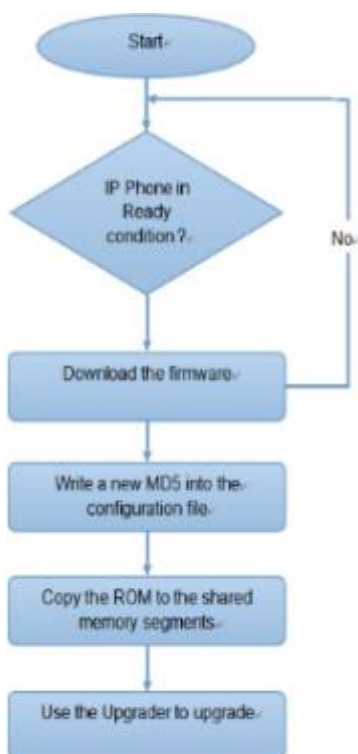 Start
IP Phone in
Ready
condition?
No
Download the firmware
Write a new MD5 into the
configuration file
Copy the ROM to the shared
memory segments
Use the Upgrader to upgrade